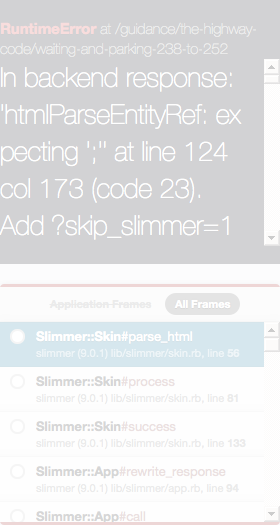 RuntimeError at /guidance/the-highway-
code/waiting-and-parking-238-to-252
In backend response:
'htmlParseEntityRef: ex
pecting ';'' at line 124
col 173 (code 23).
Add ?skip_slimmer=1
Application Frames All Frames
Slimmer::Skin#parse_html
slimmer (9.0.1) lib/slimmer/skin.rb, line 56
Slimmer::Skin#process
slimmer (9.0.1) lib/slimmer/skin.rb, line 81
Slimmer::Skin#success
slimmer (9.0.1) lib/slimmer/skin.rb, line 133
Slimmer::App#rewrite_response
slimmer (9.0.1) lib/slimmer/app.rb, line 94
Slimmer::App#call